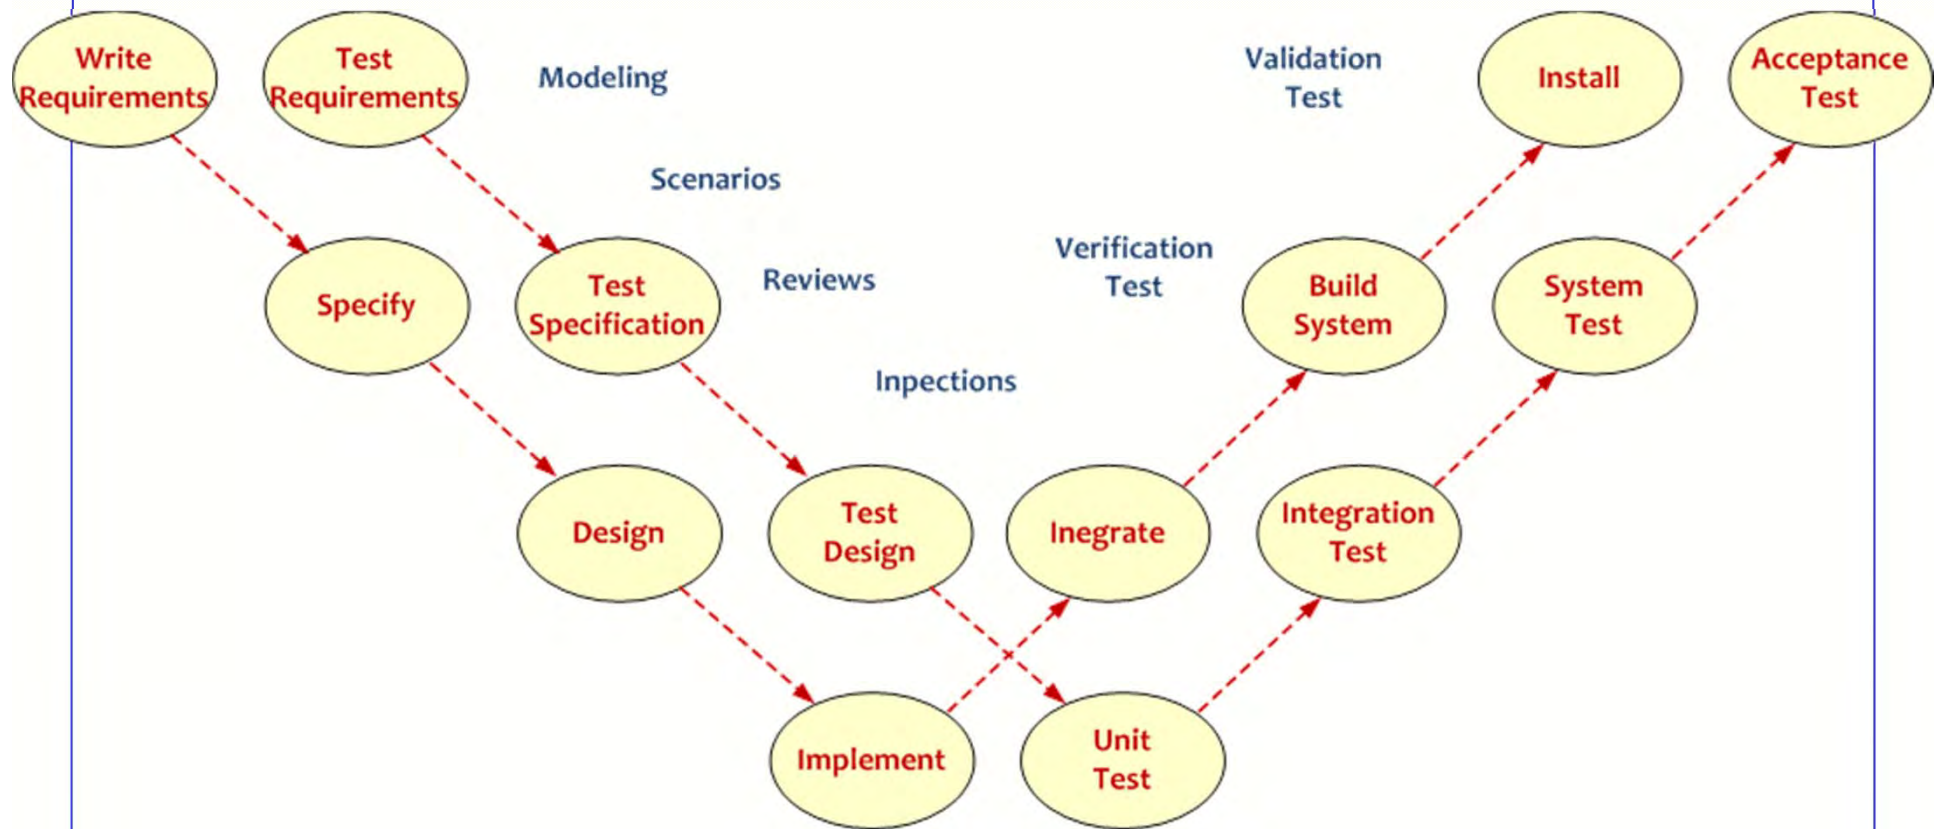 Write
Requirements
Test
Requirements
Modeling
Validation
Test
Install
Acceptance
Test
Scenarios
Specify
Test
Specification
Reviews
Verification
Test
Build
System
System
Test
Inpections
Design
Test
Design
Inegrate
Integration
Test
Implement
Unit
Test